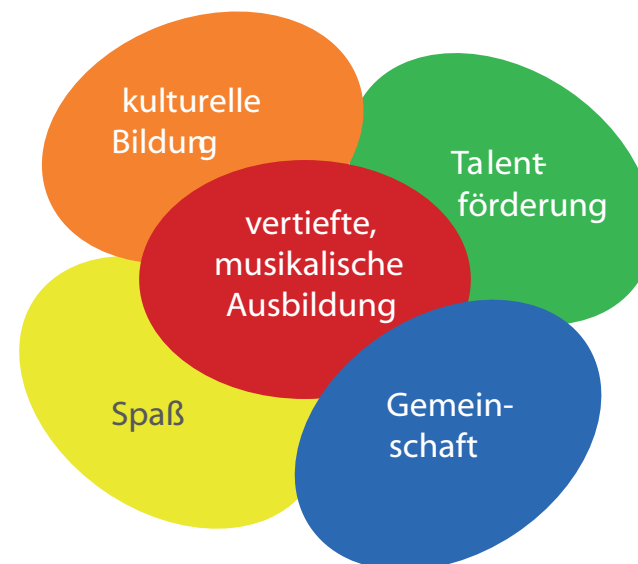 kulturelle
Bildung
Talent-
förderung
vertiefte,
musikalische
Ausbildung
Spaß
Gemein-
schaft